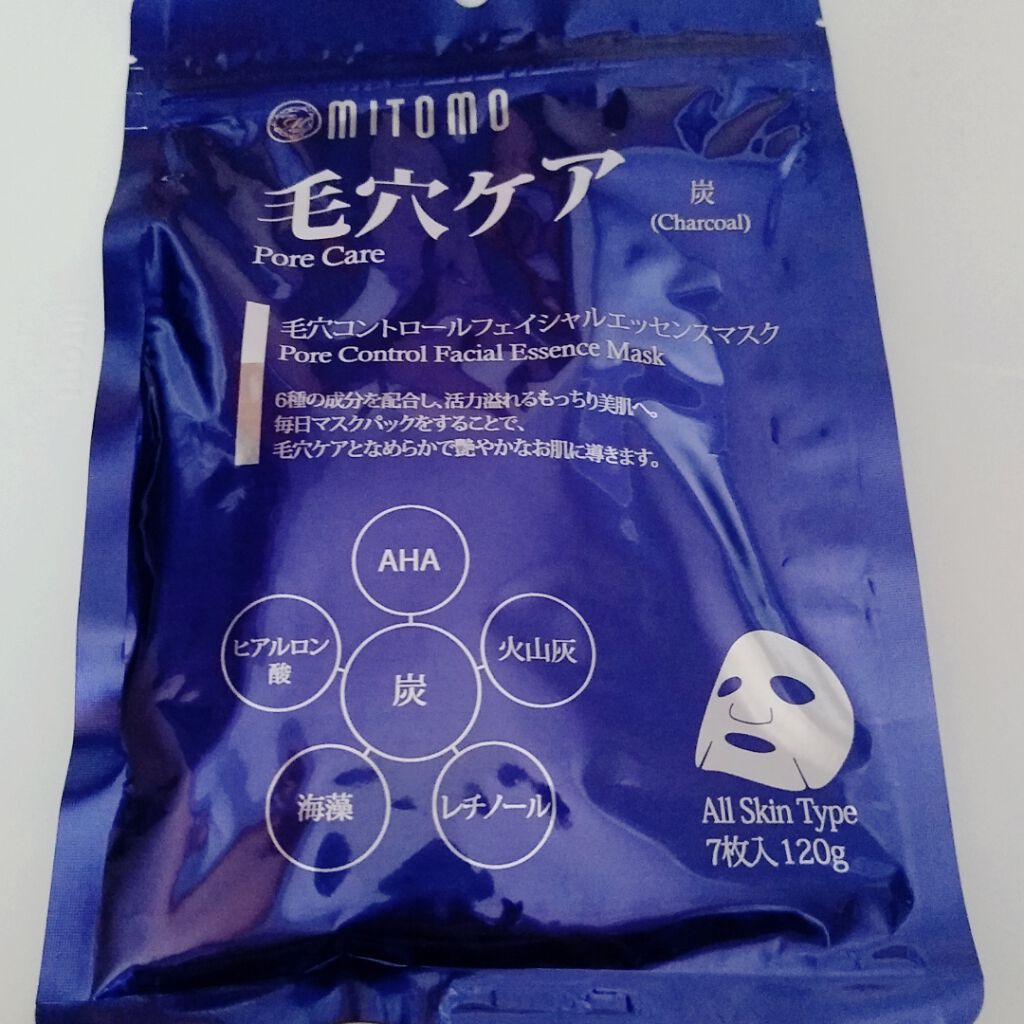 MITOMO
毛穴ケア
Pore Care
炭
(Charcoal)
毛穴コントロールフェイシャルエッセンスマスク
Pore Control Facial Essence Mask
6種の成分を配合し、活力溢れるもっちり美肌へ。
毎日マスクパックをすることで、
毛穴ケアとなめらかで艶やかなお肌に導きます。
AHA
ヒアルロン
酸
火山灰
炭
海藻
レチノール
All Skin Type
7枚入120g